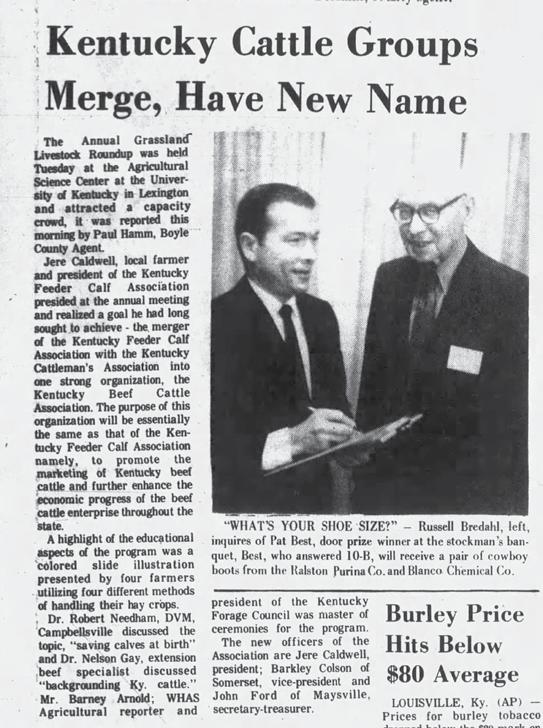 Kentucky Cattle Groups
Merge, Have New Name
The Annual Grassland
Livestock Roundup was held
Tuesday at the Agricultural
Science Center at the Univer-
sity of Kentucky in Lexington
and attracted a capacity
crowd, it was reported this
morning by Paul Hamm, Boyle
County Agent.
Jere Caldwell, local farmer
and president of the Kentucky
Feeder Calf Association
presided at the annual meeting
and realized a goal he had long
sought to achieve - the merger
of the Kentucky Feeder Calf
Association with the Kentucky
Cattleman's Association into
one strong organization, the
Kentucky Beef Cattle
Association. The purpose of this
organization will be essentially
the same as that of the Ken-
tucky Feeder Calf Association
namely, to promote the
marketing of Kentucky beef
cattle and further enhance the
economic progress of the beef
cattle enterprise throughout the
state.
A highlight of the educational
aspects of the program was a
colored slide illustration
presented by four farmers
utilizing four different methods
of handling their hay crops.
Dr. Robert Needham, DVM,
Campbellsville discussed the
topic, "saving calves at birth"
and Dr. Nelson Gay, extension
beef specialist discussed
"backgrounding Ky. cattle."
Mr. Barney Arnold; WHAS
Agricultural reporter and
"WHAT'S YOUR SHOE SIZE?" — Russell Bredahl, left,
inquires of Pat Best, door prize winner at the stockman's ban-
quet, Best, who answered 10-B, will receive a pair of cowboy
boots from the Ralston Purina Co. and Blanco Chemical Co.
president of the Kentucky
Forage Council was master of
ceremonies for the program.
The new officers of the
Association are Jere Caldwell,
president; Barkley Colson of
Somerset, vice-president and
John Ford of Maysville,
secretary-treasurer.
Burley Price
Hits Below
$80 Average
LOUISVILLE, Ky. (AP) —
Prices for burley tobacco